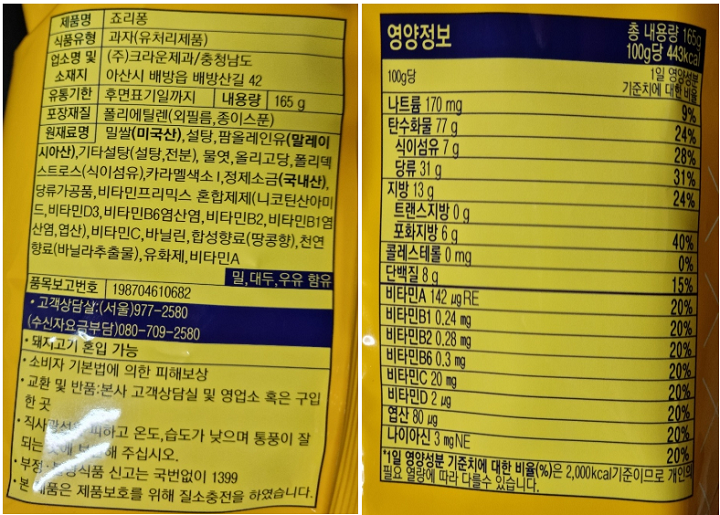 제품명 죠리퐁
식품유형 과자(유처리제품)
업소명 및 소재지 (주)크라운제과/충청남도
아산시 배방읍 배방산길 42
유통기한 후면표기일까지 내용량 165 g
포장재질 폴리에틸렌(외필름,종이스푼)
원재료명 밀쌀(미국산),설탕,팜올레인유(말레이
시아산),기타설탕(설탕,전분), 물엿,올리고당,폴리덱
스트로스(식이섬유),카라멜색소Ⅰ,정제소금(국내산),
당류가공품,비타민프리믹스 혼합제제(니코틴산아미
드,비타민D3,비타민B6염산염,비타민B2,비타민B1염
산염,엽산),비타민C,바닐린,합성향료(땅콩향),천연
향료(바닐라추출물),유화제,비타민A
밀,대두,우유 함유
품목보고번호 198704610682
• 고객상담실:(서울)977-2580
(수신자요금부담)080-709-2580
• 돼지고기 혼입 가능
• 소비자 기본법에 의한 피해보상
• 교환 및 반품:본사 고객상담실 및 영업소 혹은 구입
한 곳
• 피하고 온도,습도가 낮으며 통풍이 잘
되는 해 주십시오.
• 부정 식품 신고는 국번없이 1399
• 본 제품은 제품보호를 위해 질소충전을 하였습니다.
영양정보
총 내용량 165g
100g당 443kcal
100g당 1일 영양성분
기준치에 대한 비율
나트륨 170 mg 9%
탄수화물 77 g 24%
식이섬유 7 g 28%
당류 31 g 31%
지방 13 g 24%
트랜스지방 0 g
포화지방 6 g 40%
콜레스테롤 0 mg 0%
단백질 8 g 15%
비타민A 142 μgRE 20%
비타민B1 0.24 mg 20%
비타민B2 0.28 mg 20%
비타민B6 0.3 mg 20%
비타민C 20 mg 20%
비타민D 2 μg 20%
엽산 80 μg 20%
나이아신 3 mgNE 20%
*1일 영양성분 기준치에 대한 비율(%)은 2,000kcal기준이므로 개인의
필요 열량에 따라 다를수 있습니다.